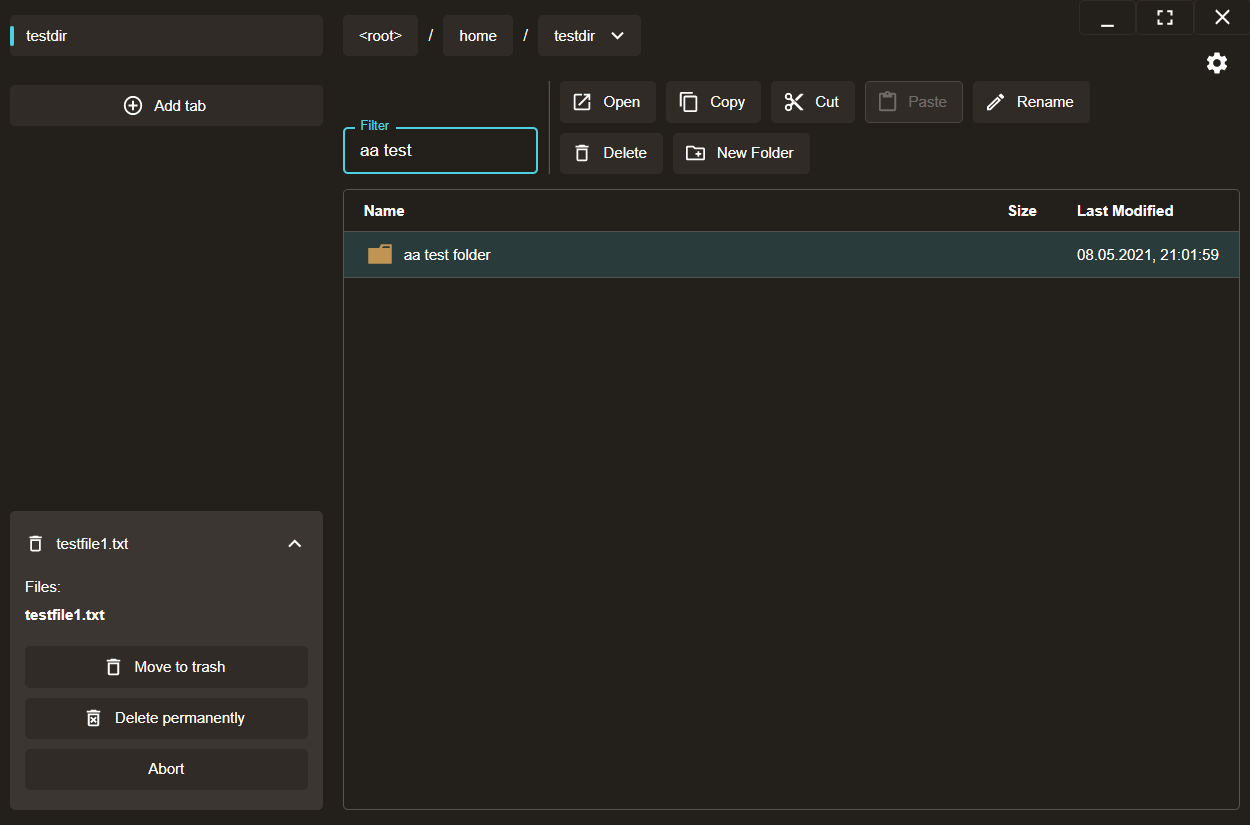 testdir
<root> / home / testdir
Add tab
Filter
aa test
Open Copy Cut Paste Rename
Delete New Folder
Name Size Last Modified
aa test folder 08.05.2021, 21:01:59
testfile1.txt
Files:
testfile1.txt
Move to trash
Delete permanently
Abort